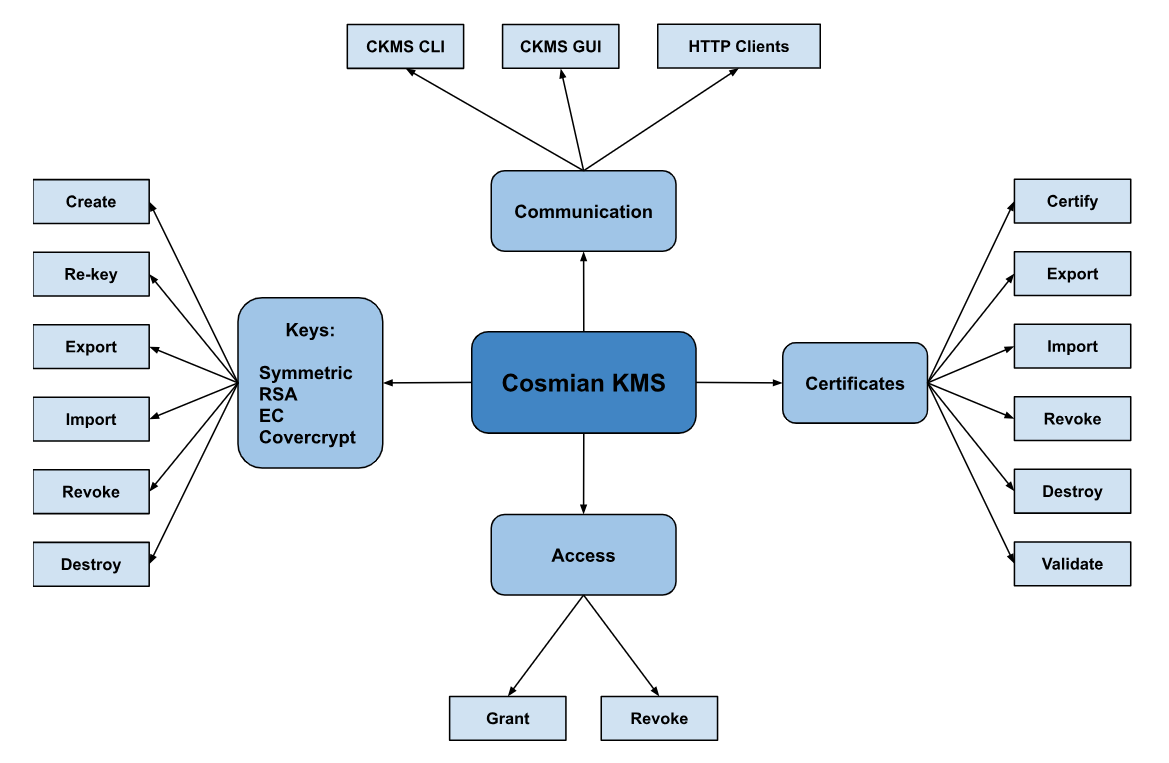 CKMS CLI
CKMS GUI
HTTP Clients
Communication
Create
Re-key
Export
Import
Revoke
Destroy
Keys:
Symmetric
RSA
EC
Covercrypt
Cosmian KMS
Certificates
Certify
Export
Import
Revoke
Destroy
Validate
Access
Grant
Revoke